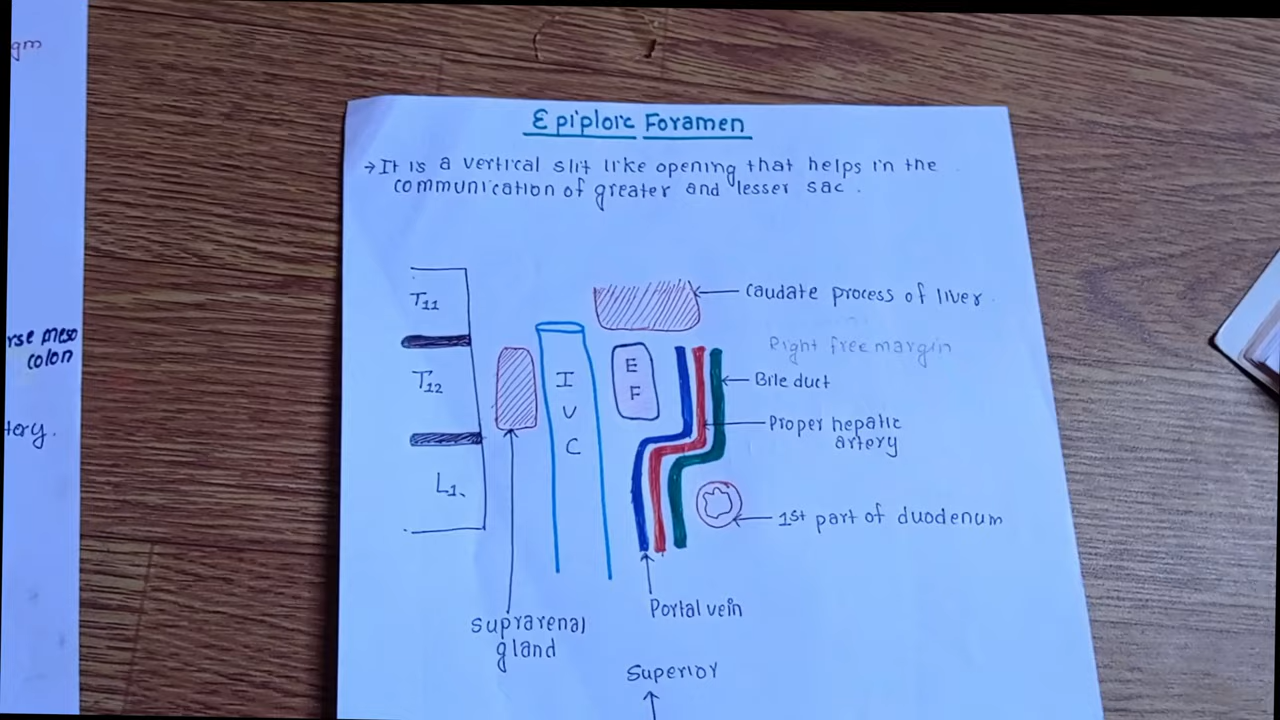 gm
rse meso
colon
tery.
Epiploic Foramen
→ It is a vertical slit like opening that helps in the
communication of greater and lesser sac.
T11
T12
L1.
I
V
C
E
F
Caudate process of liver
Right free margin
Bile duct
Proper hepatic
artery
1st part of duodenum
Portal vein
Suprarenal
gland
Superior